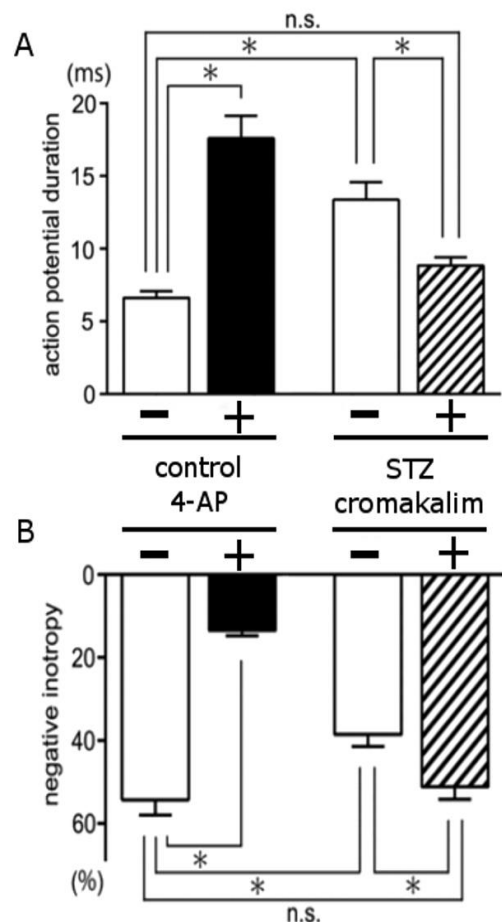 n.s.
A
(ms)
*
*
*
20
15
10
5
0
action potential duration
− + − +
control
4-AP
STZ
cromakalim
B
− + − +
0
20
40
60
(%)
negative inotropy
*
*
*
n.s.